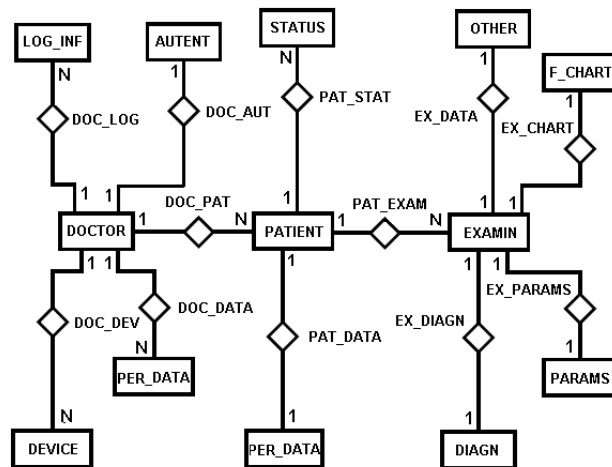 LOG_INF AUTENT STATUS OTHER
F_CHART
N 1 N 1 1
DOC_LOG DOC_AUT PAT_STAT EX_DATA EX_CHART
1 1 DOC_PAT 1 PAT_EXAM 1 1
DOCTOR 1 N PATIENT 1 N EXAMIN
1 1 1 1 1
DOC_DEV DOC_DATA PAT_DATA EX_DIAGN EX_PARAMS
N 1
PER_DATA PARAMS
N 1 1
DEVICE PER_DATA DIAGN